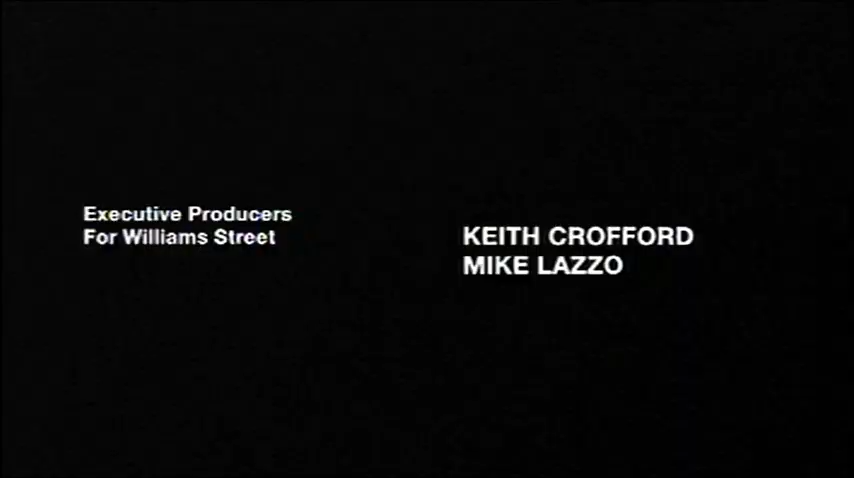 Executive Producers
For Williams Street
KEITH CROFFORD
MIKE LAZZO